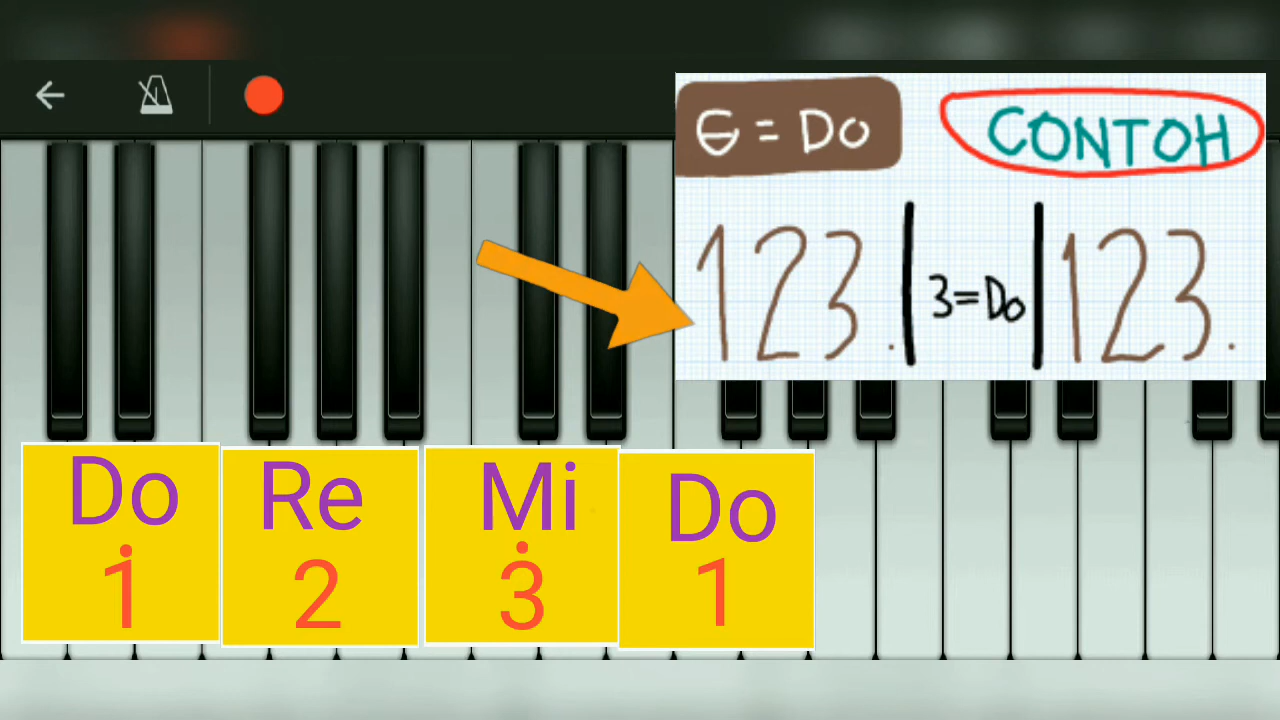 G = Do CONTOH
123. | 3=Do | 123.
Do Re Mi Do
1̇ 2 3̇ 1